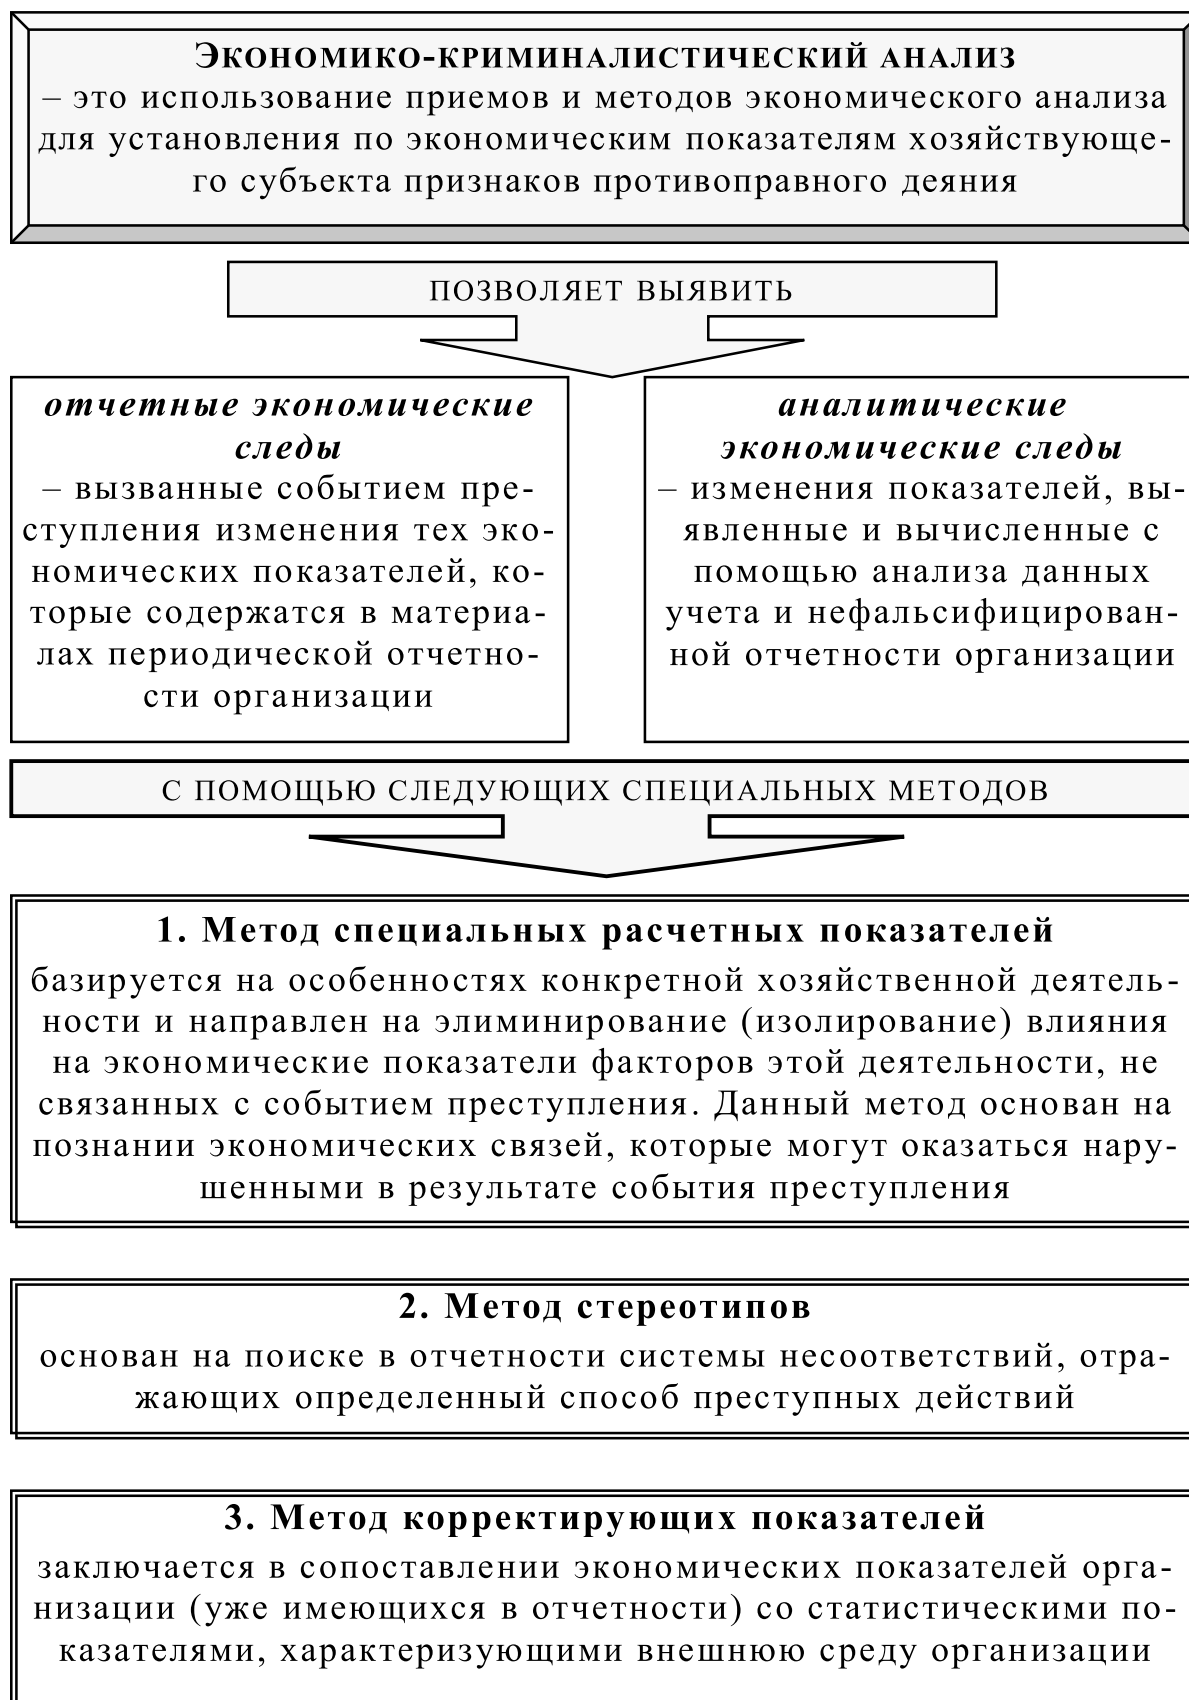 Экономико-криминалистический анализ
– это использование приемов и методов экономического анализа
для установления по экономическим показателям хозяйствующе-
го субъекта признаков противоправного деяния
ПОЗВОЛЯЕТ ВЫЯВИТЬ
отчетные экономические
следы
– вызванные событием пре-
ступления изменения тех эко-
номических показателей, ко-
торые содержатся в материа-
лах периодической отчетно-
сти организации
аналитические
экономические следы
– изменения показателей, вы-
явленные и вычисленные с
помощью анализа данных
учета и нефальсифицирован-
ной отчетности организации
С ПОМОЩЬЮ СЛЕДУЮЩИХ СПЕЦИАЛЬНЫХ МЕТОДОВ
1. Метод специальных расчетных показателей
базируется на особенностях конкретной хозяйственной деятель-
ности и направлен на элиминирование (изолирование) влияния
на экономические показатели факторов этой деятельности, не
связанных с событием преступления. Данный метод основан на
познании экономических связей, которые могут оказаться нару-
шенными в результате события преступления
2. Метод стереотипов
основан на поиске в отчетности системы несоответствий, отра-
жающих определенный способ преступных действий
3. Метод корректирующих показателей
заключается в сопоставлении экономических показателей орга-
низации (уже имеющихся в отчетности) со статистическими по-
казателями, характеризующими внешнюю среду организации